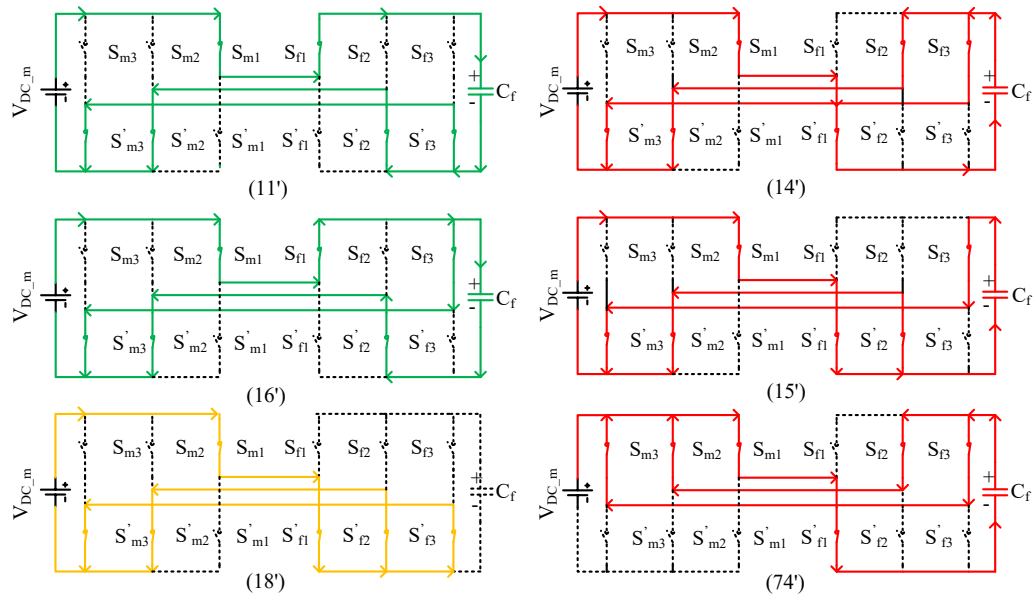 V_DC_m + - S_m3 S_m2 S_m1 S_f1 S_f2 S_f3 + - C_f
S'_m3 S'_m2 S'_m1 S'_f1 S'_f2 S'_f3
(11')
V_DC_m + - S_m3 S_m2 S_m1 S_f1 S_f2 S_f3 + - C_f
S'_m3 S'_m2 S'_m1 S'_f1 S'_f2 S'_f3
(14')
V_DC_m + - S_m3 S_m2 S_m1 S_f1 S_f2 S_f3 + - C_f
S'_m3 S'_m2 S'_m1 S'_f1 S'_f2 S'_f3
(16')
V_DC_m + - S_m3 S_m2 S_m1 S_f1 S_f2 S_f3 + - C_f
S'_m3 S'_m2 S'_m1 S'_f1 S'_f2 S'_f3
(15')
V_DC_m + - S_m3 S_m2 S_m1 S_f1 S_f2 S_f3 + - C_f
S'_m3 S'_m2 S'_m1 S'_f1 S'_f2 S'_f3
(18')
V_DC_m + - S_m3 S_m2 S_m1 S_f1 S_f2 S_f3 + - C_f
S'_m3 S'_m2 S'_m1 S'_f1 S'_f2 S'_f3
(74')